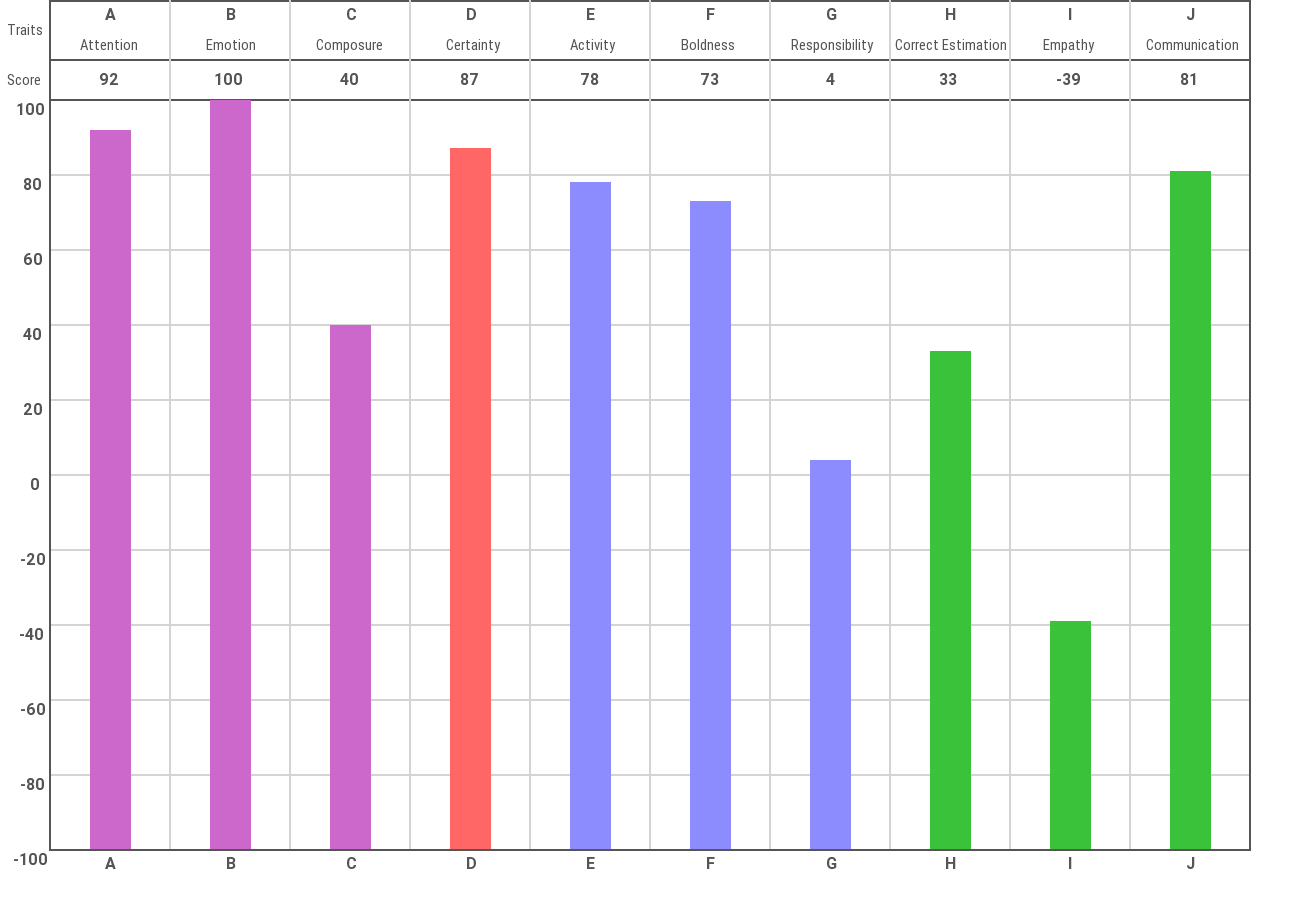 A B C D E F G H I J
Traits
Attention Emotion Composure Certainty Activity Boldness Responsibility Correct Estimation Empathy Communication
Score 92 100 40 87 78 73 4 33 -39 81
100
80
60
40
20
0
-20
-40
-60
-80
-100
A B C D E F G H I J